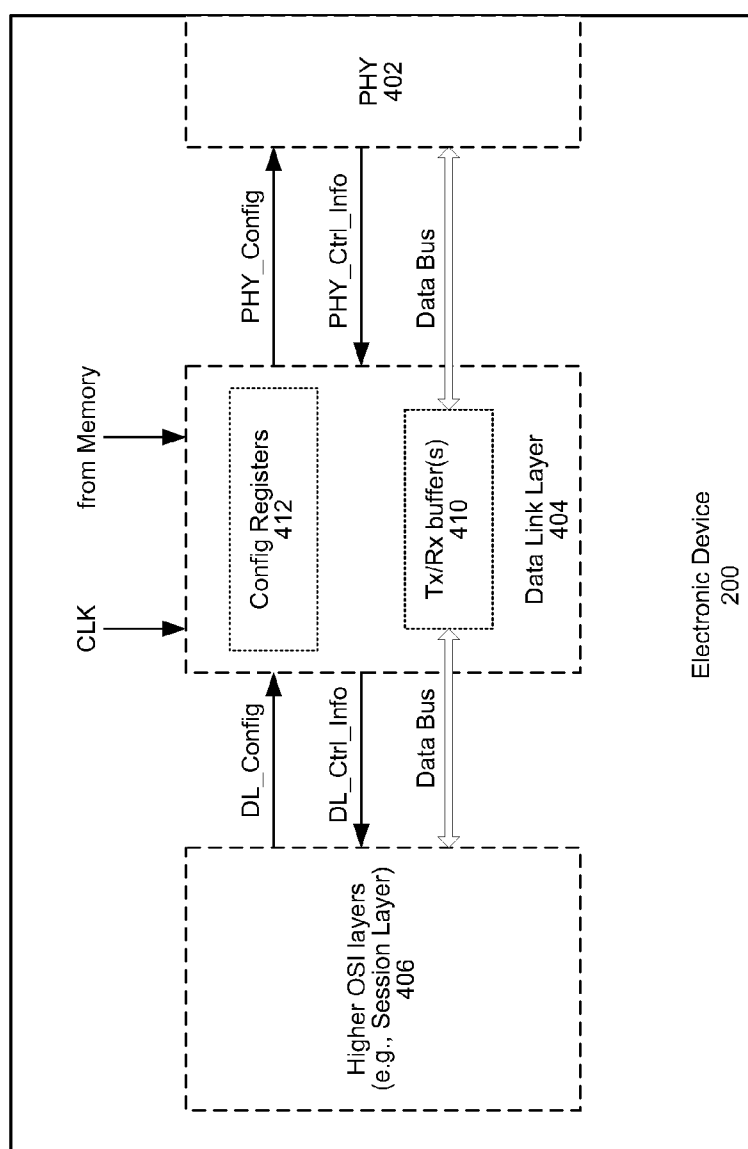 PHY
402
PHY_Config
PHY_Ctrl_Info
Data Bus
from Memory
CLK
Config Registers
412
Tx/Rx buffer(s)
410
Data Link Layer
404
DL_Config
DL_Ctrl_Info
Data Bus
Higher OSI layers
(e.g., Session Layer)
406
Electronic Device
200